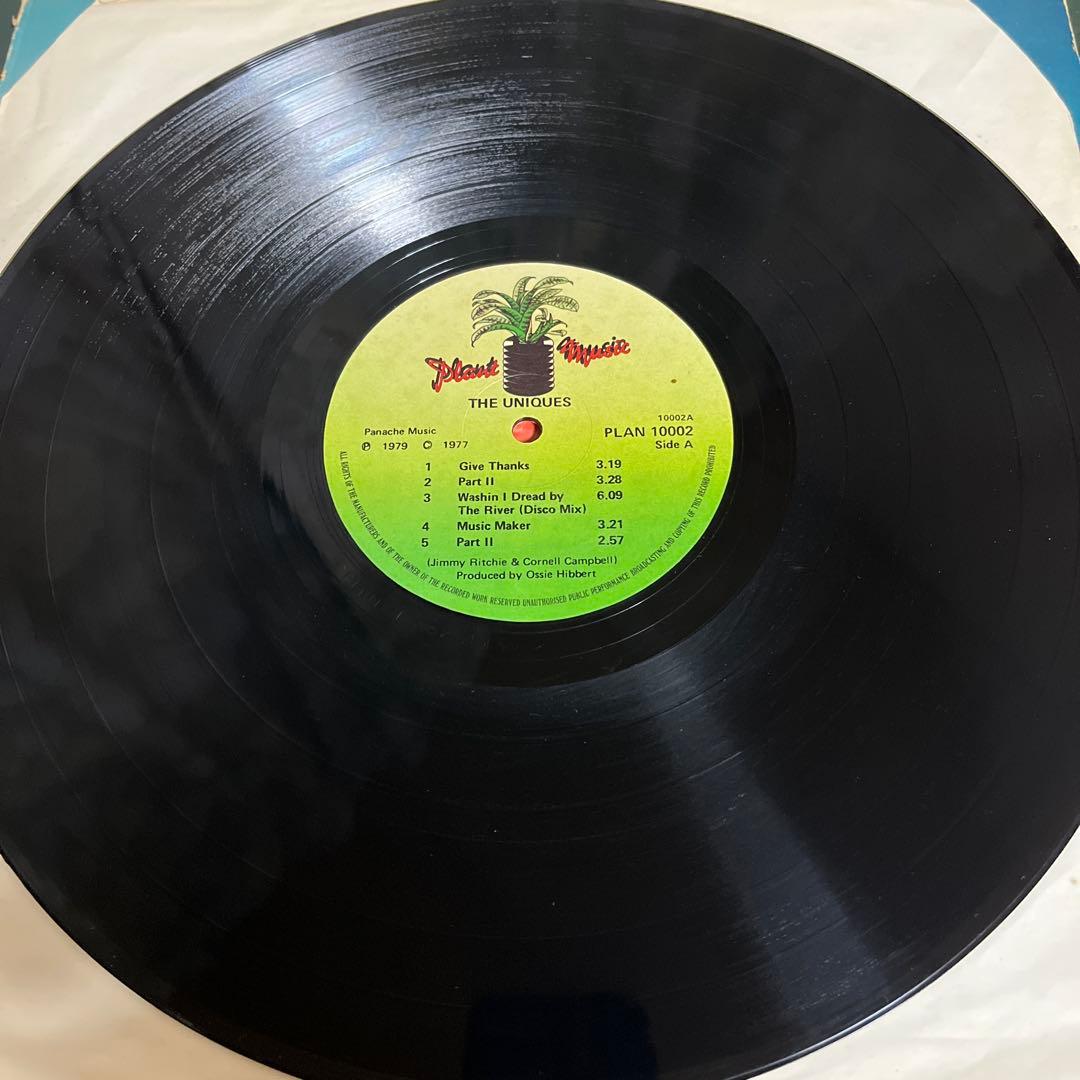 Plant Music
THE UNIQUES
10002A
Panache Music
PLAN 10002
℗ 1979 © 1977
Side A
1 Give Thanks 3.19
2 Part II 3.28
3 Washin I Dread by 6.09
The River (Disco Mix)
4 Music Maker 3.21
5 Part II 2.57
(Jimmy Ritchie & Cornell Campbell)
Produced by Ossie Hibbert
ALL RIGHTS OF THE MANUFACTURERS AND OF THE OWNER OF THE RECORDED WORK RESERVED UNAUTHORISED PUBLIC PERFORMANCE BROADCASTING AND COPYING OF THIS RECORD PROHIBITED